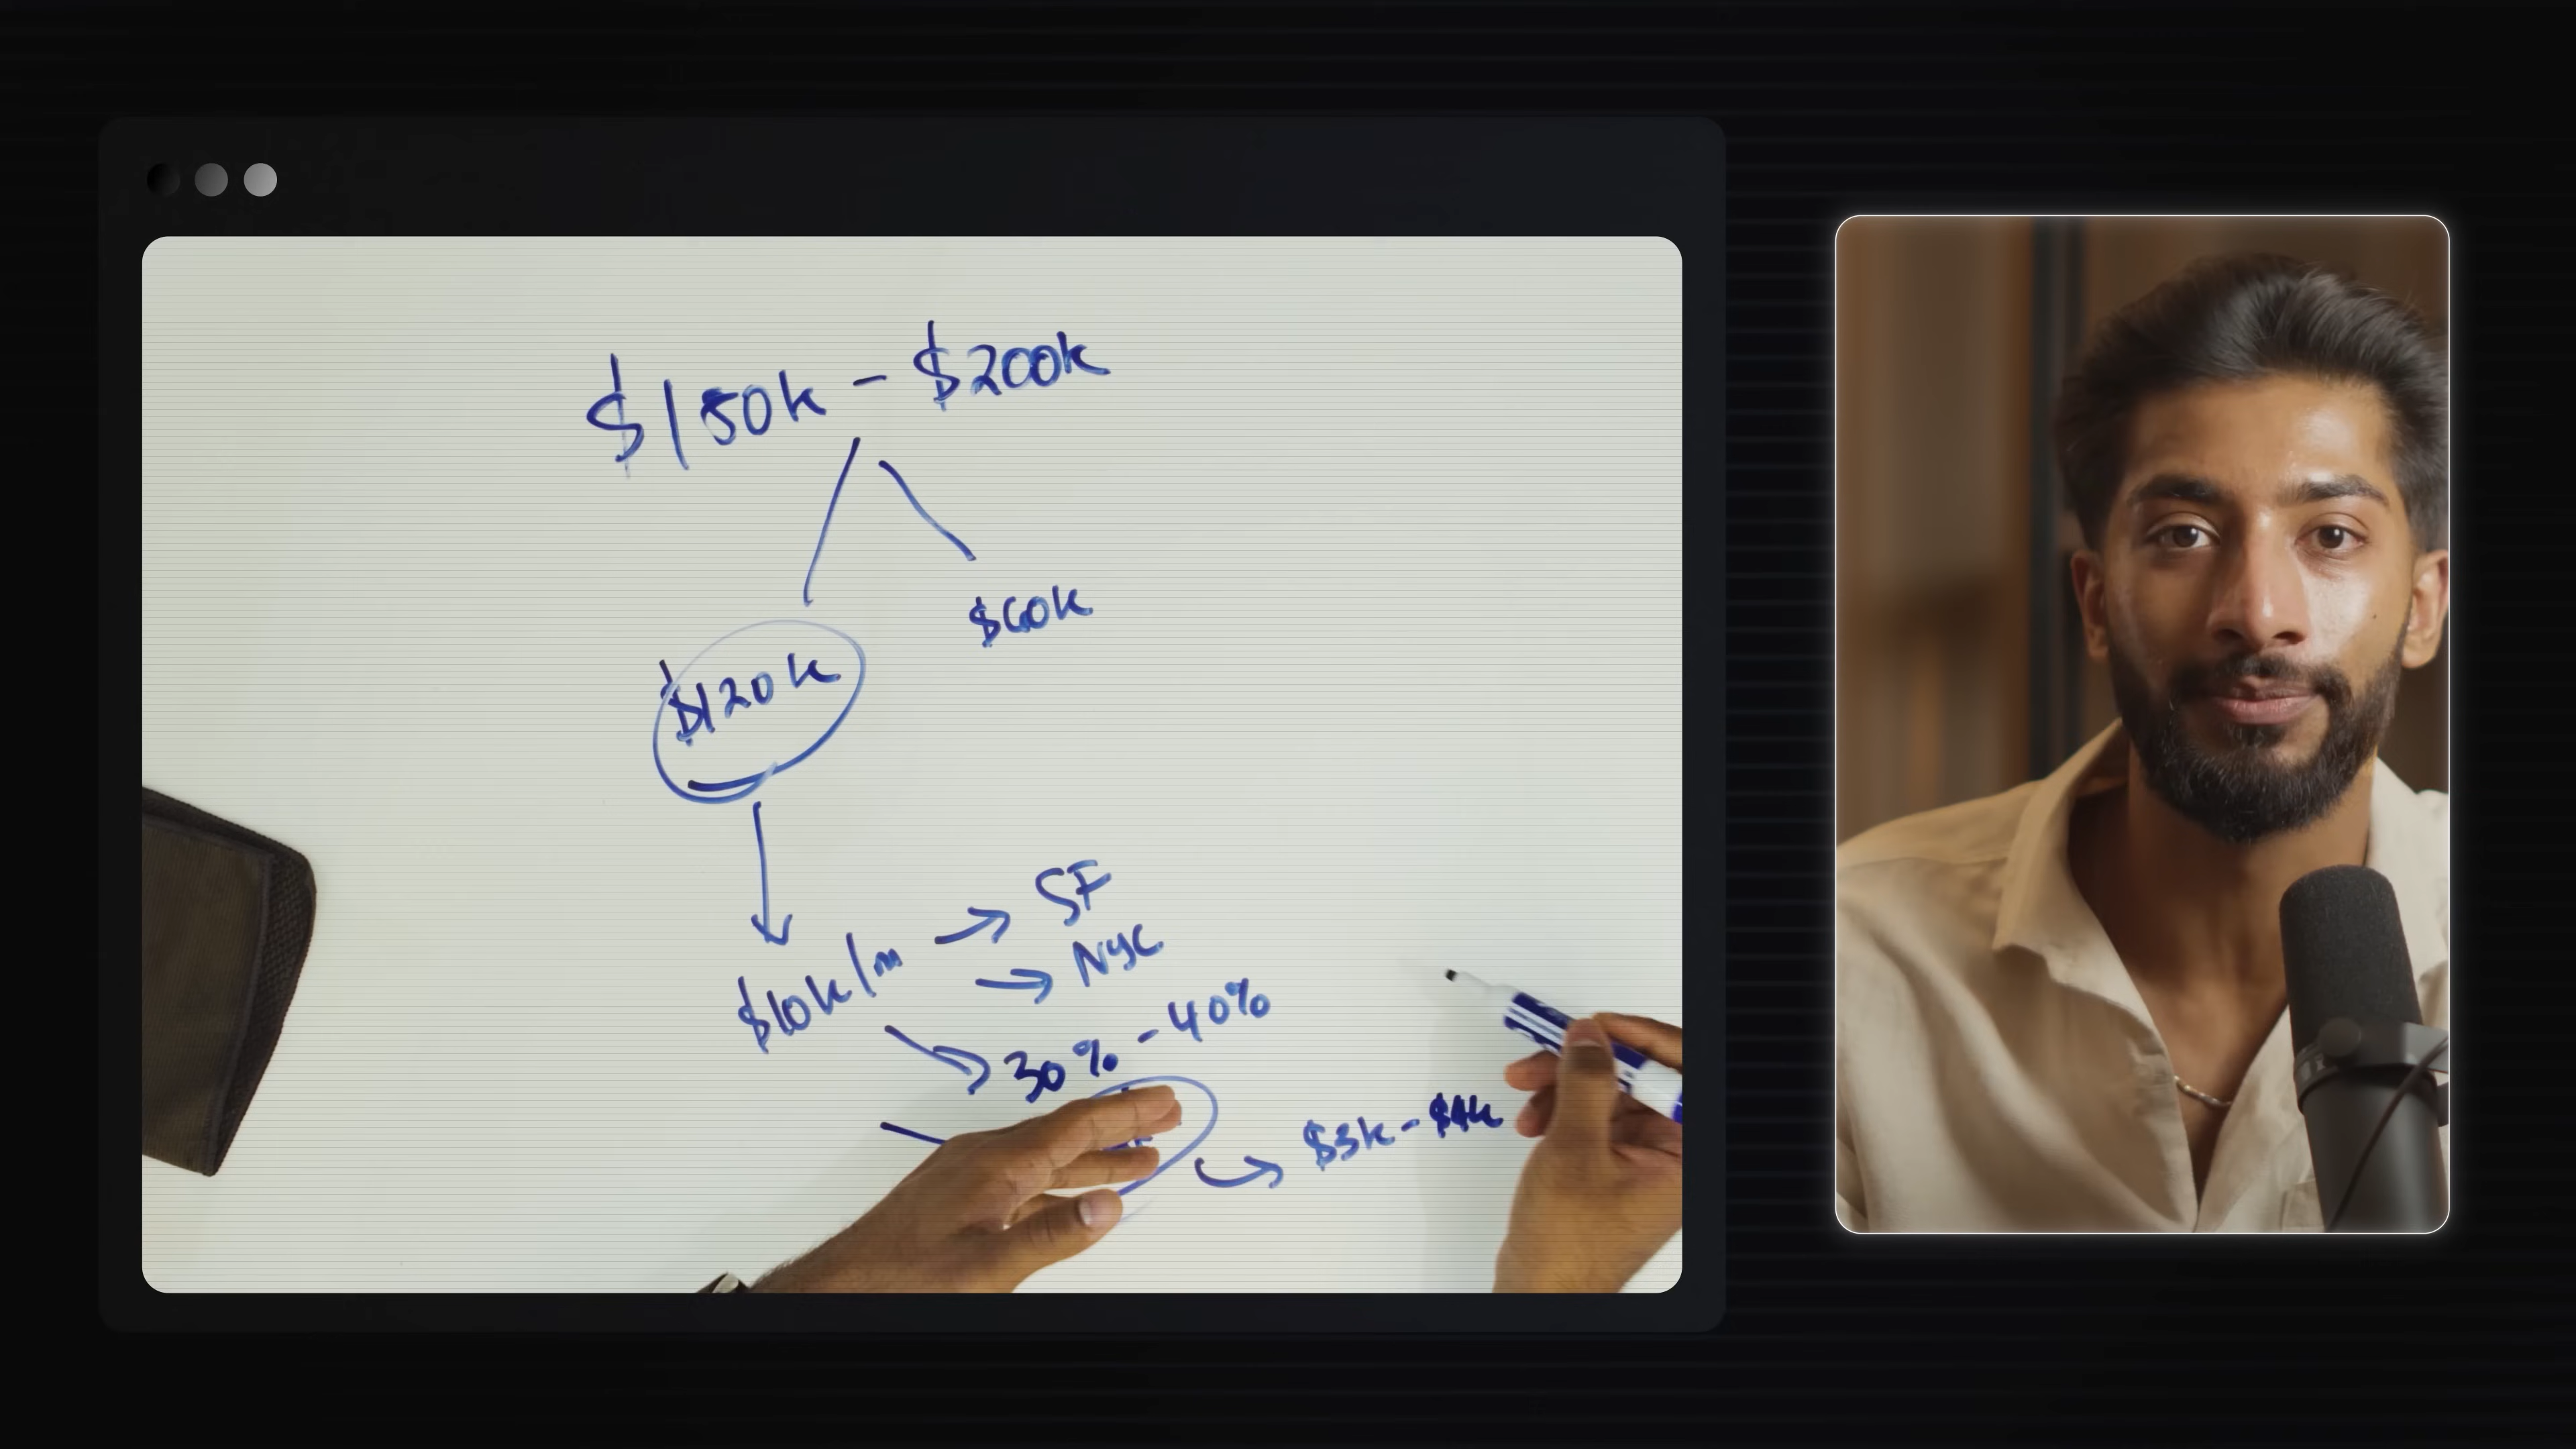 $150k - $200k
$60k
$120k
SF
$10k/m
NYC
30% - 40%
$3k - $4k